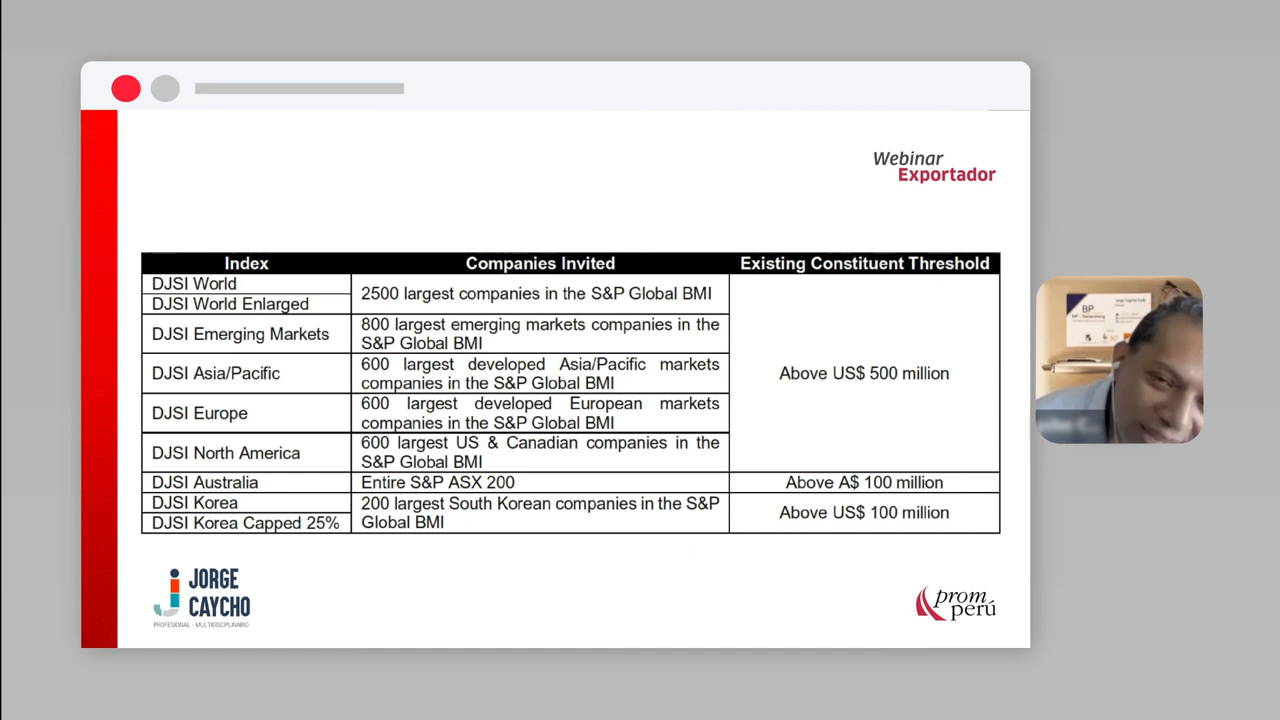 Webinar
Exportador
Index Companies Invited Existing Constituent Threshold
DJSI World
DJSI World Enlarged
2500 largest companies in the S&P Global BMI
DJSI Emerging Markets
800 largest emerging markets companies in the
S&P Global BMI
DJSI Asia/Pacific
600 largest developed Asia/Pacific markets
companies in the S&P Global BMI
Above US$ 500 million
DJSI Europe
600 largest developed European markets
companies in the S&P Global BMI
DJSI North America
600 largest US & Canadian companies in the
S&P Global BMI
DJSI Australia
Entire S&P ASX 200
Above A$ 100 million
DJSI Korea
DJSI Korea Capped 25%
200 largest South Korean companies in the S&P
Global BMI
Above US$ 100 million
JORGE
CAYCHO
PROFESIONAL - MULTIDISCIPLINARIO
prom
perú
BP